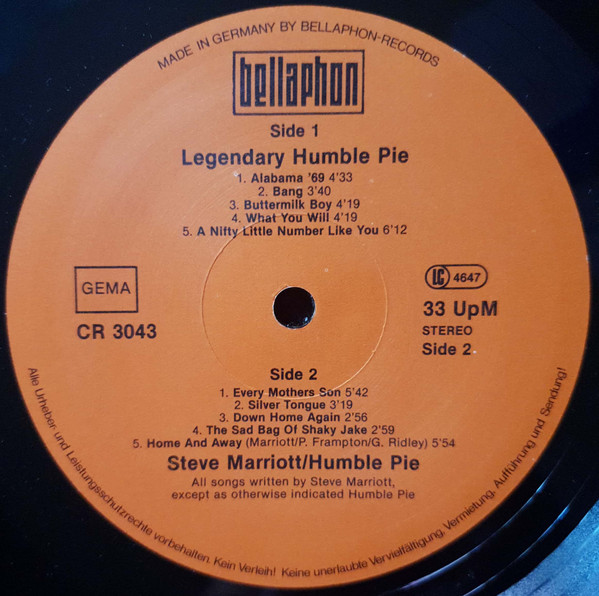 MADE IN GERMANY BY BELLAPHON-RECORDS
bellaphon
Side 1
Legendary Humble Pie
1. Alabama '69 4'33
2. Bang 3'40
3. Buttermilk Boy 4'19
4. What You Will 4'19
5. A Nifty Little Number Like You 6'12
GEMA
CR 3043
LC 4647
33 UpM
STEREO
Side 2
Side 2
1. Every Mothers Son 5'42
2. Silver Tongue 3'19
3. Down Home Again 2'56
4. The Sad Bag Of Shaky Jake 2'59
5. Home And Away (Marriott/P. Frampton/G. Ridley) 5'54
Steve Marriott/Humble Pie
All songs written by Steve Marriott,
except as otherwise indicated Humble Pie
Alle Urheber und Leistungsschutzrechte vorbehalten. Kein Verleih! Keine unerlaubte Vervielfältigung, Vermietung, Aufführung und Sendung!